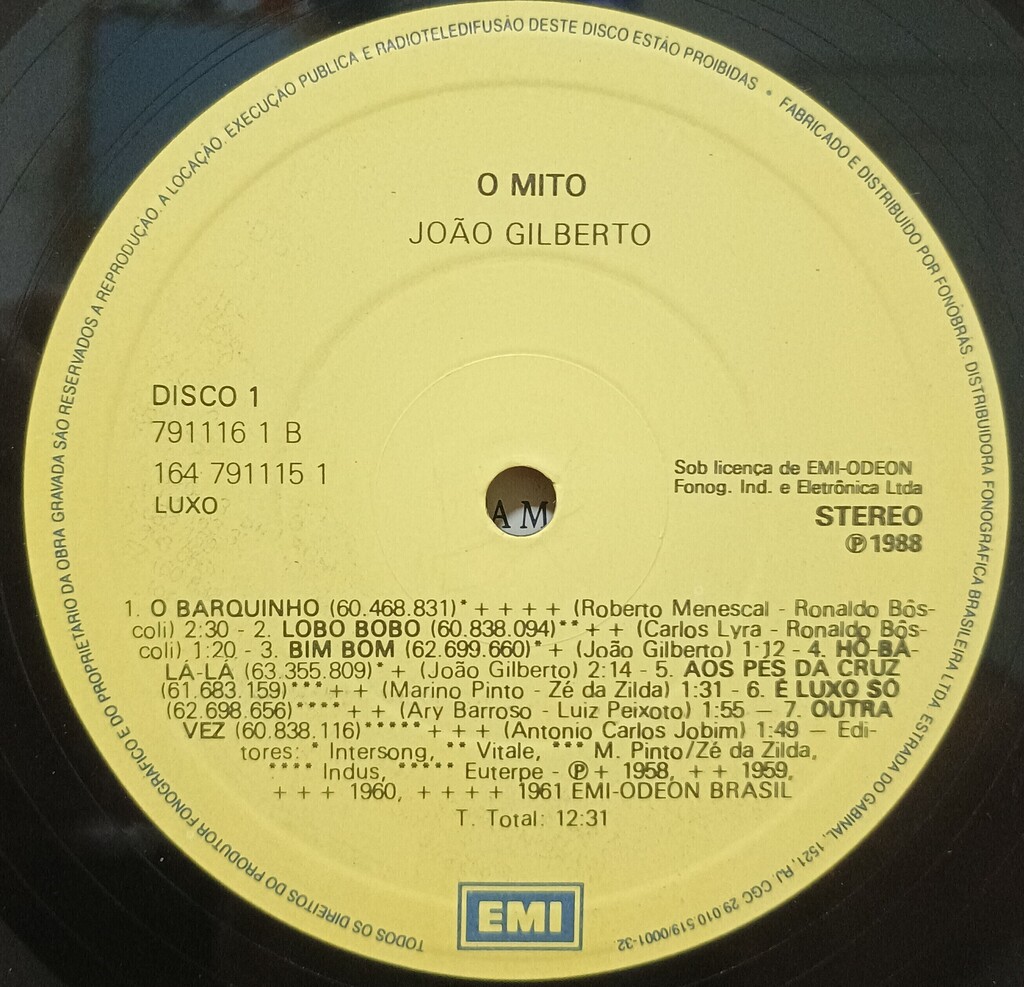 TODOS OS DIREITOS DO PRODUTOR FONOGRÁFICO E DO PROPRIETÁRIO DA OBRA GRAVADA SÃO RESERVADOS A REPRODUÇÃO. A LOCAÇÃO. EXECUÇÃO PUBLICA E RADIOTELEDIFUSÃO DESTE DISCO ESTÃO PROIBIDAS • FABRICADO E DISTRIBUIDO POR FONOBRÁS DISTRIBUIDORA FONOGRÁFICA BRASILEIRA LTDA ESTRADA DO GABINAL, 1521, RJ. CGC 29.010.519/0001-32
O MITO
JOÃO GILBERTO
DISCO 1
791116 1 B
164 791115 1
LUXO
Sob licença de EMI-ODEON
Fonog. Ind. e Eletrônica Ltda
STEREO
℗ 1988
A M
1. O BARQUINHO (60.468.831)* + + + + (Roberto Menescal - Ronaldo Bôs-
coli) 2:30 - 2. LOBO BOBO (60.838.094)** + + (Carlos Lyra - Ronaldo Bôs-
coli) 1:20 - 3. BIM BOM (62.699.660)* + (João Gilberto) 1:12 - 4. HÔ-BÁ-
LÁ-LÁ (63.355.809)* + (João Gilberto) 2:14 - 5. AOS PÉS DA CRUZ
(61.683.159)*** + + (Marino Pinto - Zé da Zilda) 1:31 - 6. É LUXO SÓ
(62.698.656)**** + + (Ary Barroso - Luiz Peixoto) 1:55 — 7. OUTRA
VEZ (60.838.116)***** + + + (Antonio Carlos Jobim) 1:49 — Edi-
tores: * Intersong, ** Vitale, *** M. Pinto/Zé da Zilda,
**** Indus, ***** Euterpe - ℗ + 1958, + + 1959,
+ + + 1960, + + + + 1961 EMI-ODEON BRASIL
T. Total: 12:31
EMI